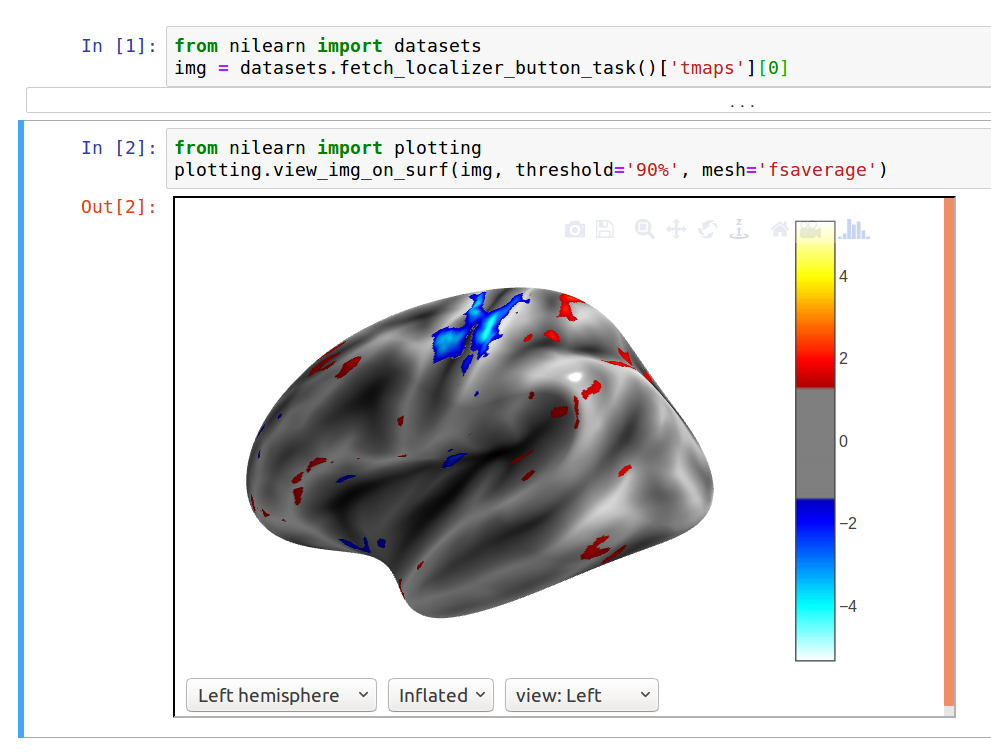 In [1]:
from nilearn import datasets
img = datasets.fetch_localizer_button_task()['tmaps'][0]
...
In [2]:
from nilearn import plotting
plotting.view_img_on_surf(img, threshold='90%', mesh='fsaverage')
Out[2]:
z
4
2
0
−2
−4
Left hemisphere
Inflated
view: Left